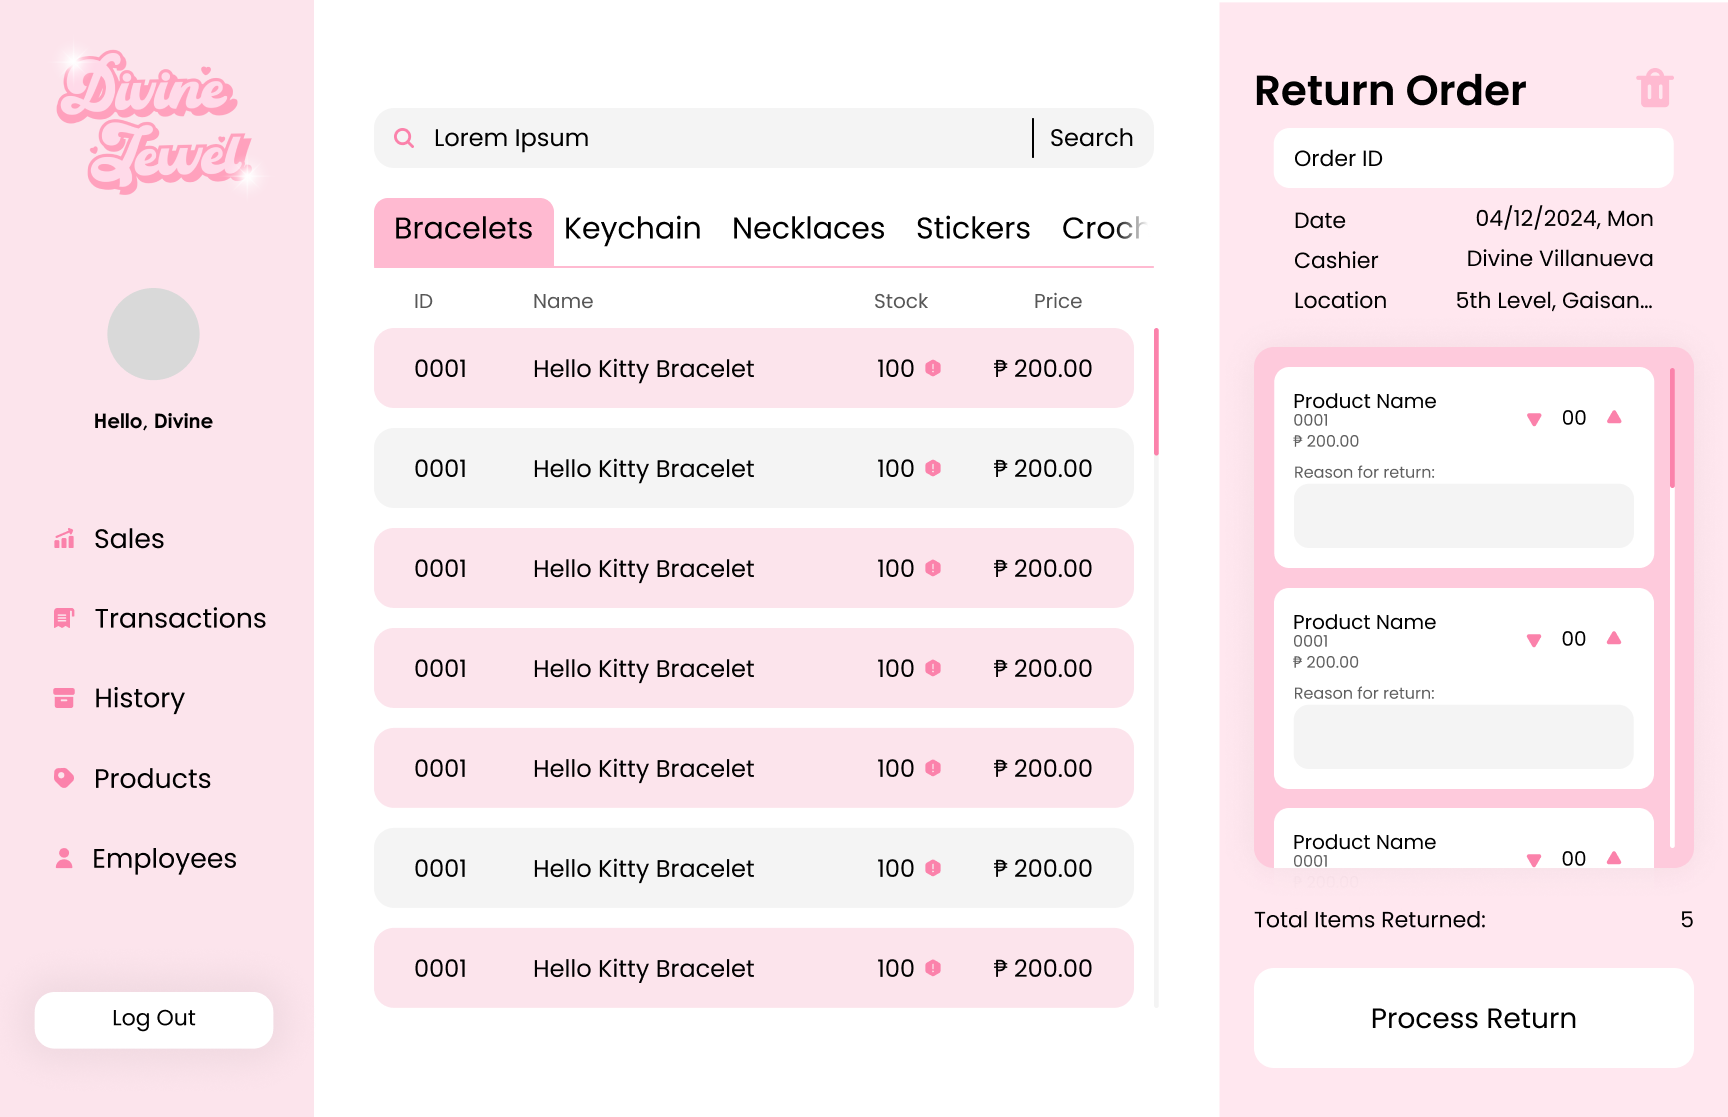 Divine
Jewel
Hello, Divine
Sales
Transactions
History
Products
Employees
Log Out
Lorem Ipsum
Search
Bracelets Keychain Necklaces Stickers Croch
ID Name Stock Price
0001 Hello Kitty Bracelet 100 ₱ 200.00
0001 Hello Kitty Bracelet 100 ₱ 200.00
0001 Hello Kitty Bracelet 100 ₱ 200.00
0001 Hello Kitty Bracelet 100 ₱ 200.00
0001 Hello Kitty Bracelet 100 ₱ 200.00
0001 Hello Kitty Bracelet 100 ₱ 200.00
0001 Hello Kitty Bracelet 100 ₱ 200.00
Return Order
Order ID
Date 04/12/2024, Mon
Cashier Divine Villanueva
Location 5th Level, Gaisan...
Product Name
0001
₱ 200.00
00
Reason for return:
Product Name
0001
₱ 200.00
00
Reason for return:
Product Name
0001
00
Total Items Returned: 5
Process Return